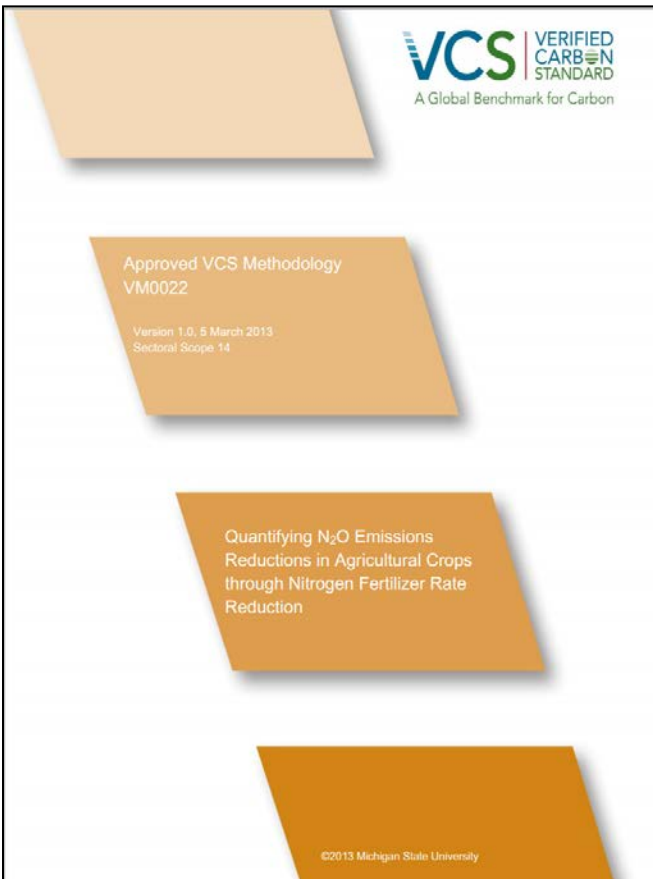 VCS VERIFIED
CARBON
STANDARD
A Global Benchmark for Carbon
Approved VCS Methodology
VM0022
Version 1.0, 5 March 2013
Sectoral Scope 14
Quantifying N₂O Emissions
Reductions in Agricultural Crops
through Nitrogen Fertilizer Rate
Reduction
©2013 Michigan State University